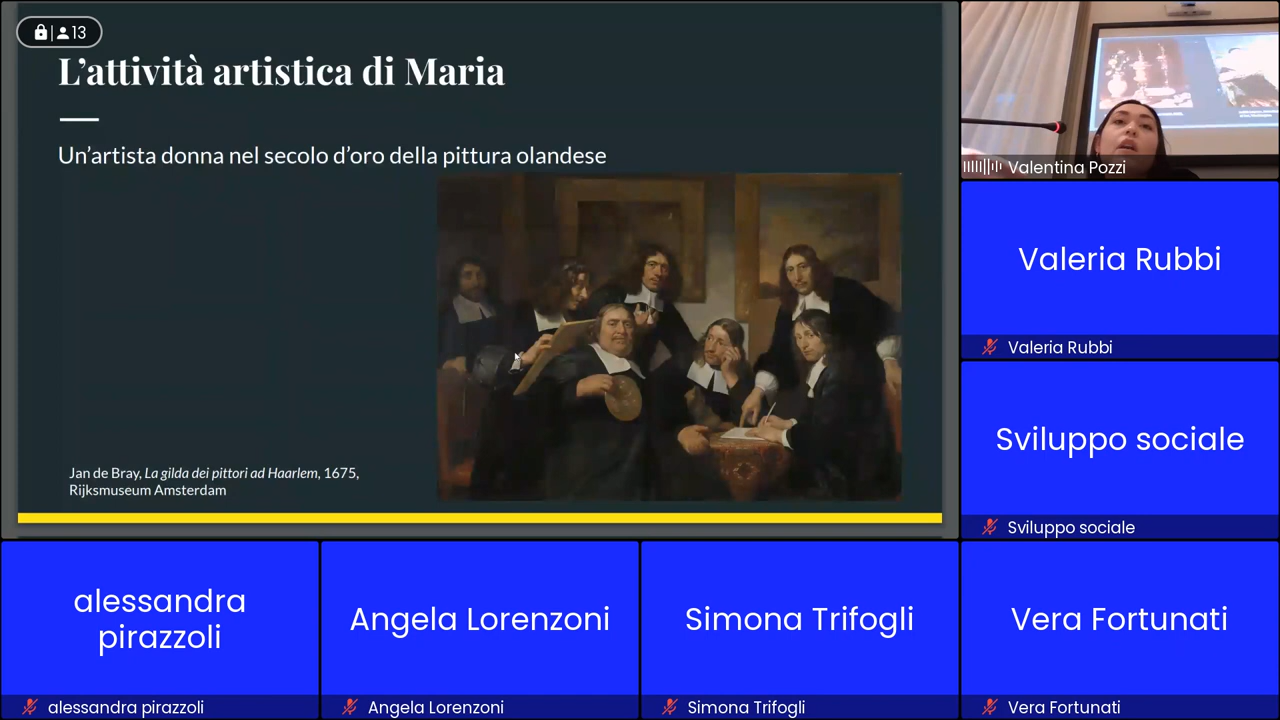 13
L'attività artistica di Maria
Un'artista donna nel secolo d'oro della pittura olandese
Jan de Bray, La gilda dei pittori ad Haarlem, 1675,
Rijksmuseum Amsterdam
Valentina Pozzi
Valeria Rubbi
Valeria Rubbi
Sviluppo sociale
Sviluppo sociale
alessandra
pirazzoli
alessandra pirazzoli
Angela Lorenzoni
Angela Lorenzoni
Simona Trifogli
Simona Trifogli
Vera Fortunati
Vera Fortunati